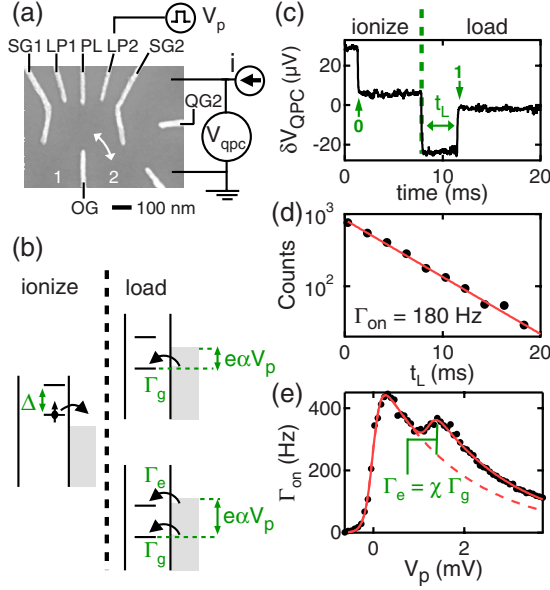 (a)
V_p
SG1 LP1 PL LP2 SG2
i
QG2
V_qpc
1 2
OG 100 nm
(b)
ionize load
Δ
eαV_p
Γ_g
Γ_e
eαV_p
Γ_g
(c) ionize load
δV_QPC (μV)
20
0
-20
0
t_L
1
0 10 20
time (ms)
(d)
Counts
10^3
10^2
Γ_on = 180 Hz
0 10 20
t_L (ms)
(e)
Γ_on (Hz)
400
200
0
Γ_e = χ Γ_g
0 2
V_p (mV)